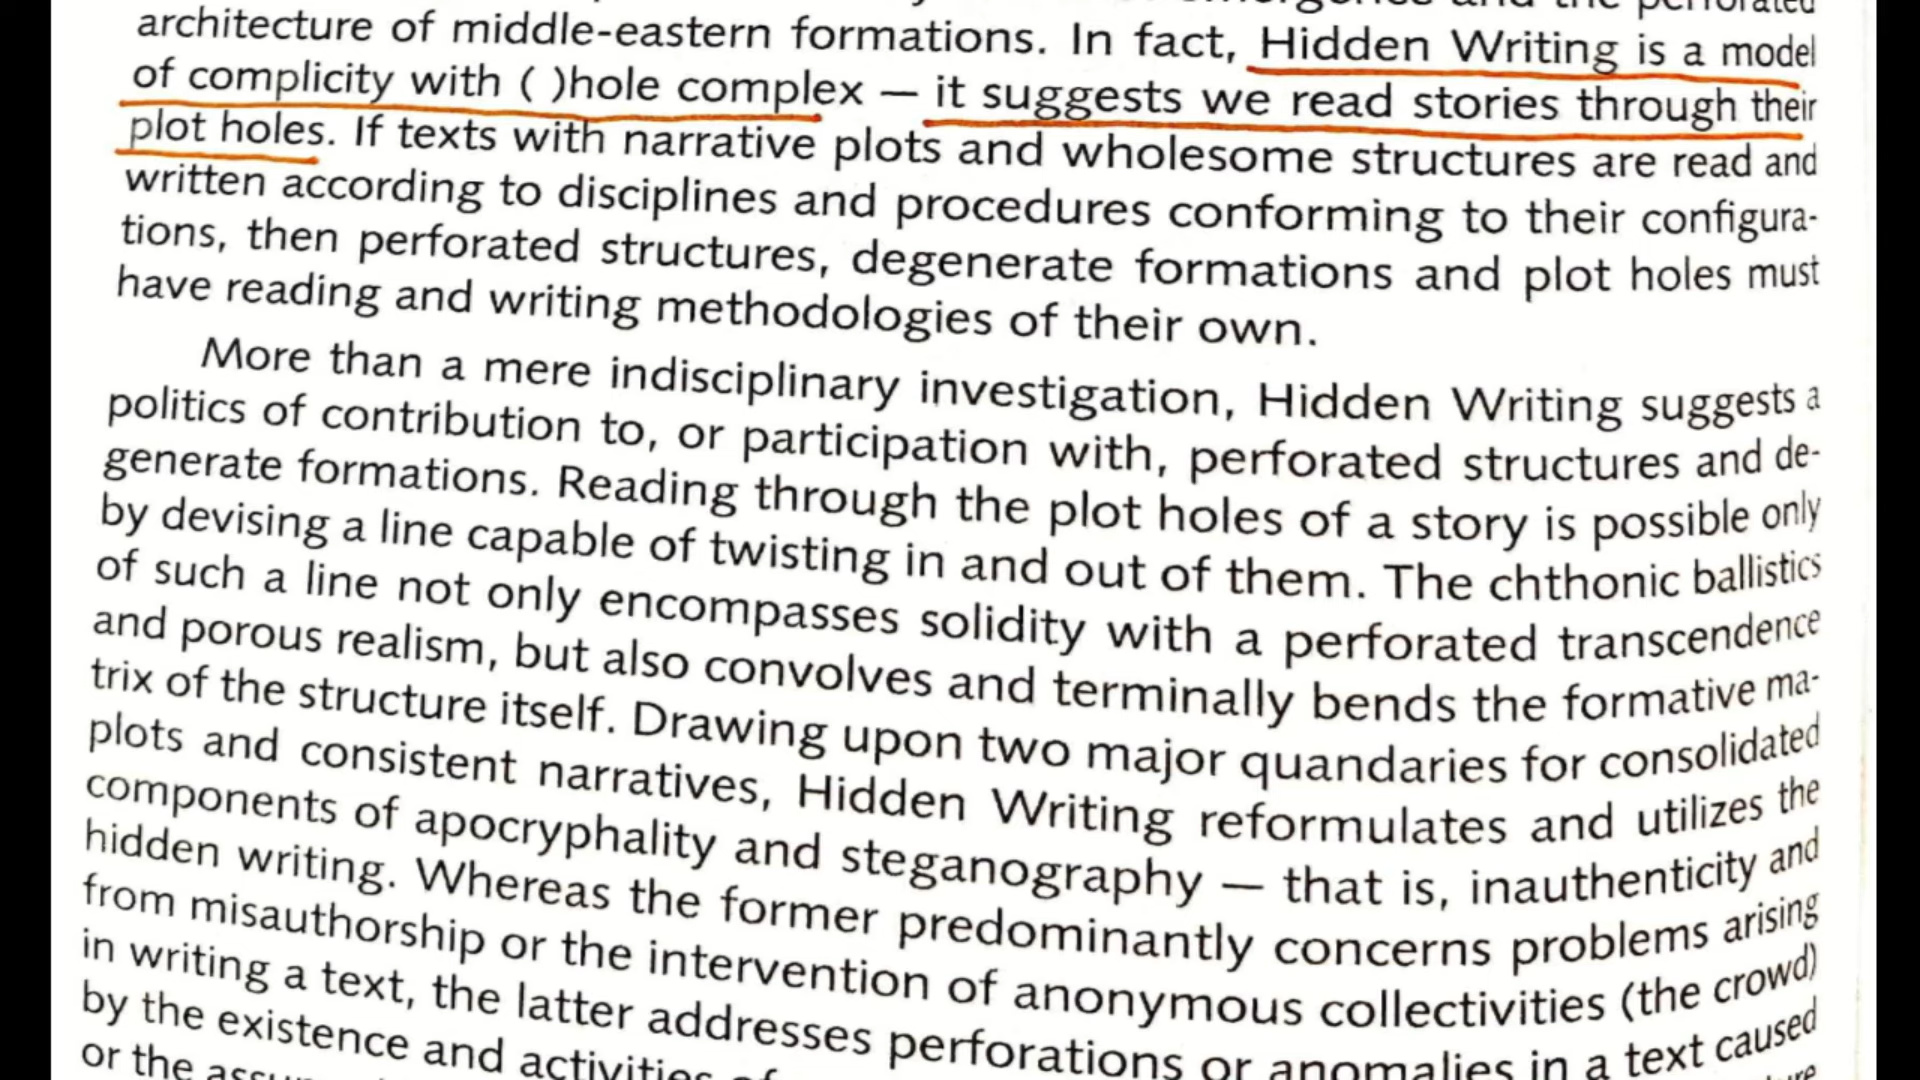 emergence and the perforated
architecture of middle-eastern formations. In fact, Hidden Writing is a model
of complicity with ( )hole complex — it suggests we read stories through their
plot holes. If texts with narrative plots and wholesome structures are read and
written according to disciplines and procedures conforming to their configura-
tions, then perforated structures, degenerate formations and plot holes must
have reading and writing methodologies of their own.
More than a mere indisciplinary investigation, Hidden Writing suggests a
politics of contribution to, or participation with, perforated structures and de-
generate formations. Reading through the plot holes of a story is possible only
by devising a line capable of twisting in and out of them. The chthonic ballistics
of such a line not only encompasses solidity with a perforated transcendence
and porous realism, but also convolves and terminally bends the formative ma-
trix of the structure itself. Drawing upon two major quandaries for consolidated
plots and consistent narratives, Hidden Writing reformulates and utilizes the
components of apocryphality and steganography — that is, inauthenticity and
hidden writing. Whereas the former predominantly concerns problems arising
from misauthorship or the intervention of anonymous collectivities (the crowd)
in writing a text, the latter addresses perforations or anomalies in a text caused
by the existence and activities of
or the